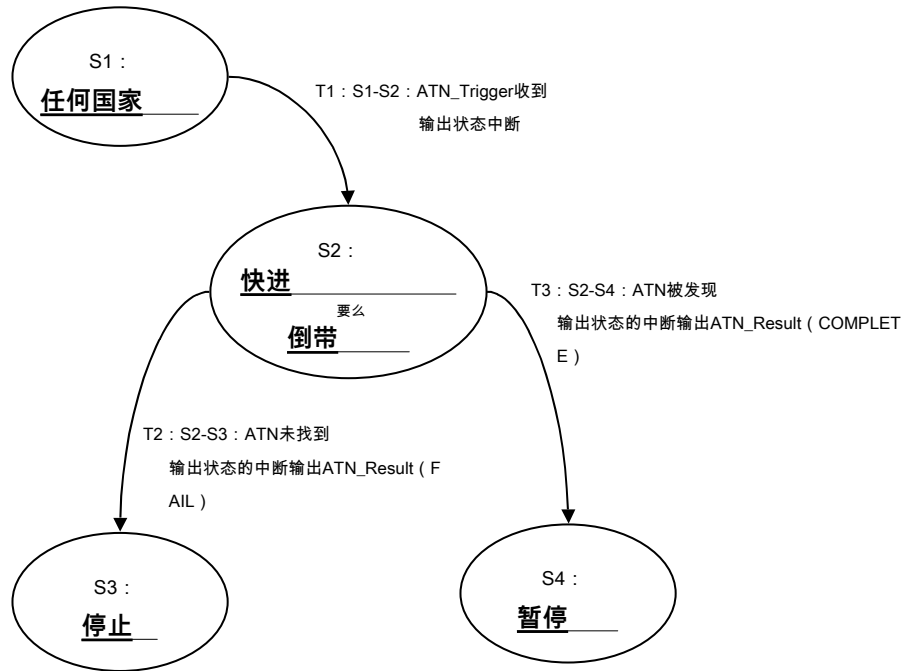 S1：
任何国家
T1：S1-S2：ATN_Trigger收到
输出状态中断
S2：
快进
要么
倒带
T3：S2-S4：ATN被发现
输出状态的中断输出ATN_Result（COMPLET
E）
T2：S2-S3：ATN未找到
输出状态的中断输出ATN_Result（F
AIL）
S3：
停止
S4：
暂停